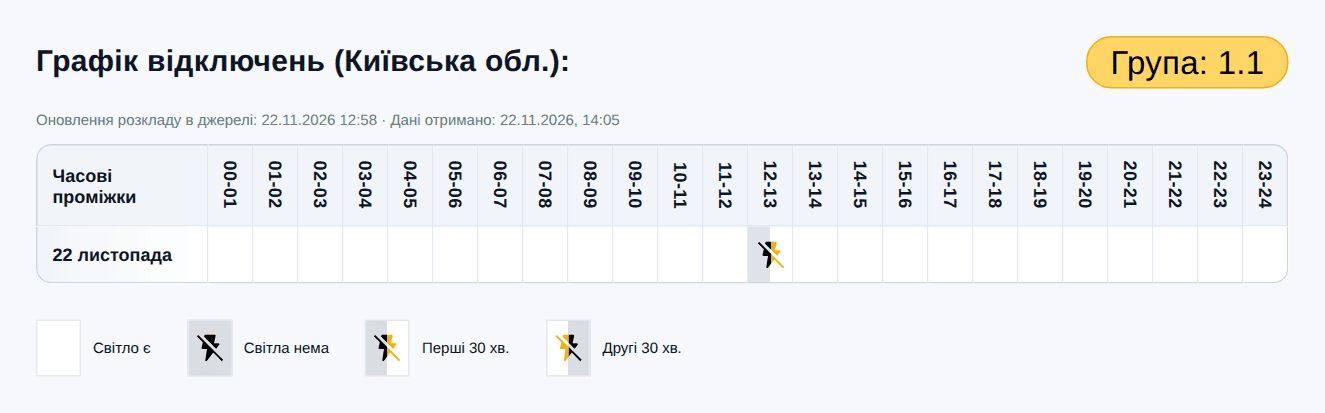 Графік відключень (Київська обл.):
Група: 1.1
Оновлення розкладу в джерелі: 22.11.2026 12:58 · Дані отримано: 22.11.2026, 14:05
Часові
проміжки
00-01
01-02
02-03
03-04
04-05
05-06
06-07
07-08
08-09
09-10
10-11
11-12
12-13
13-14
14-15
15-16
16-17
17-18
18-19
19-20
20-21
21-22
22-23
23-24
22 листопада
Світло є
Світла нема
Перші 30 хв.
Другі 30 хв.